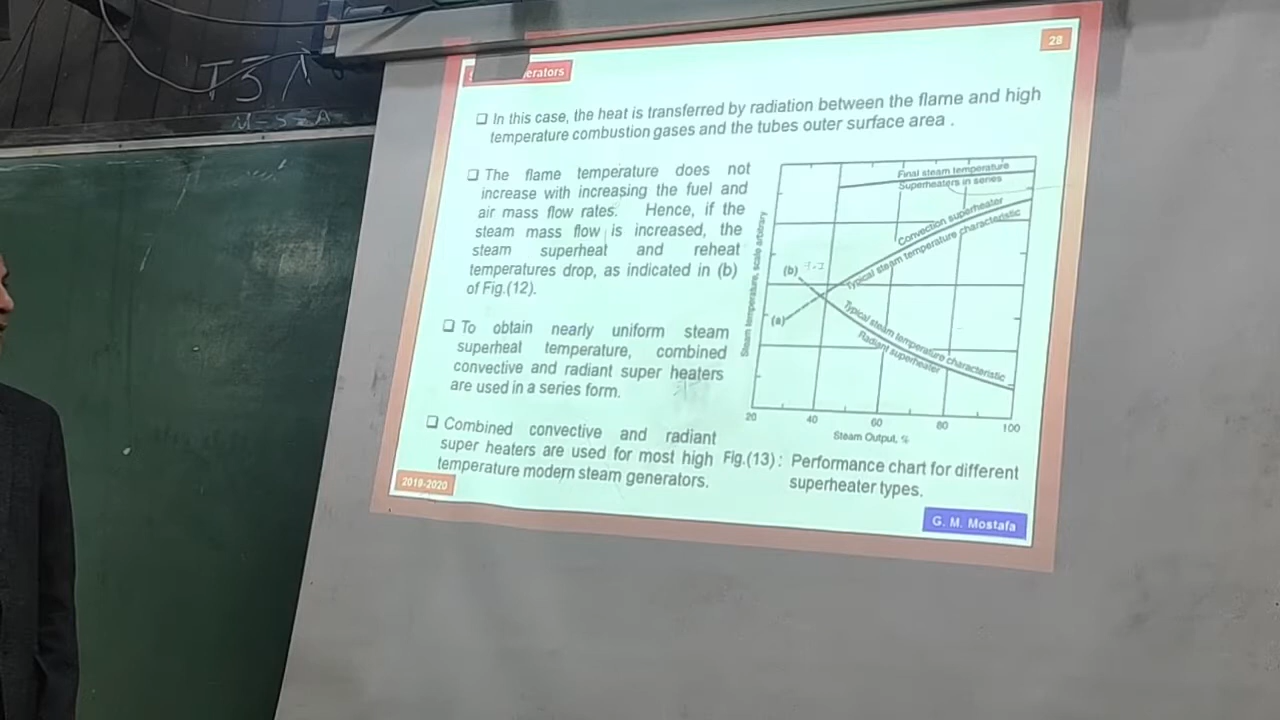 28
erators
❑ In this case, the heat is transferred by radiation between the flame and high
temperature combustion gases and the tubes outer surface area .
❑ The flame temperature does not
increase with increasing the fuel and
air mass flow rates. Hence, if the
steam mass flow is increased, the
steam superheat and reheat
temperatures drop, as indicated in (b)
of Fig.(12).
❑ To obtain nearly uniform steam
superheat temperature, combined
convective and radiant super heaters
are used in a series form.
❑ Combined convective and radiant
super heaters are used for most high
temperature modern steam generators.
Final steam temperature
Superheaters in series
Convection superheater
Typical steam temperature characteristic
(b)
(a)
Typical steam temperature characteristic
Radiant superheater
Steam temperature, scale arbitrary
20 40 60 80 100
Steam Output, %
Fig.(13): Performance chart for different
superheater types.
2019-2020
G. M. Mostafa